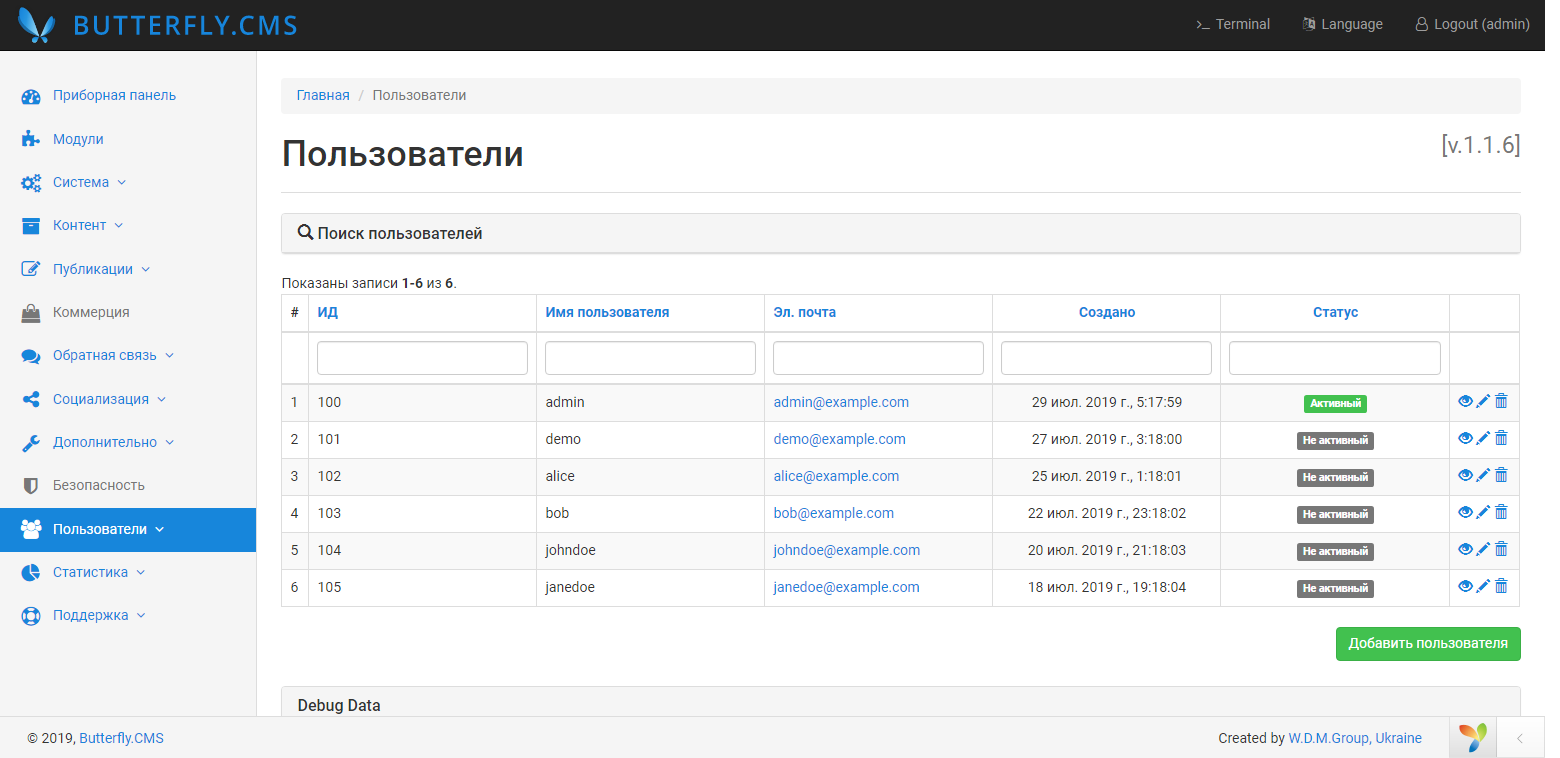 BUTTERFLY.CMS
>_ Terminal Language Logout (admin)
Приборная панель
Модули
Система
Контент
Публикации
Коммерция
Обратная связь
Социализация
Дополнительно
Безопасность
Пользователи
Статистика
Поддержка
Главная / Пользователи
Пользователи [v.1.1.6]
Поиск пользователей
Показаны записи 1-6 из 6.
# ИД Имя пользователя Эл. почта Создано Статус
1 100 admin admin@example.com 29 июл. 2019 г., 5:17:59 Активный
2 101 demo demo@example.com 27 июл. 2019 г., 3:18:00 Не активный
3 102 alice alice@example.com 25 июл. 2019 г., 1:18:01 Не активный
4 103 bob bob@example.com 22 июл. 2019 г., 23:18:02 Не активный
5 104 johndoe johndoe@example.com 20 июл. 2019 г., 21:18:03 Не активный
6 105 janedoe janedoe@example.com 18 июл. 2019 г., 19:18:04 Не активный
Добавить пользователя
Debug Data
© 2019, Butterfly.CMS
Created by W.D.M.Group, Ukraine